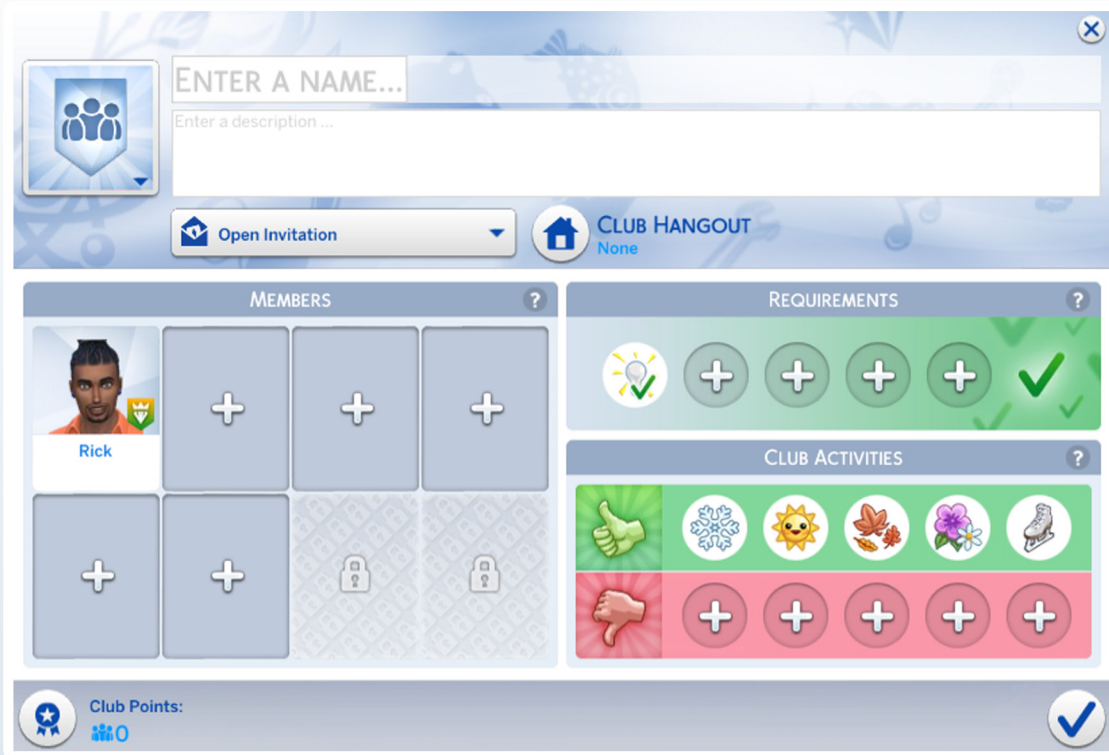 ENTER A NAME...
Enter a description ...
Open Invitation
CLUB HANGOUT
None
MEMBERS
?
REQUIREMENTS
?
Rick
CLUB ACTIVITIES
?
Club Points:
0